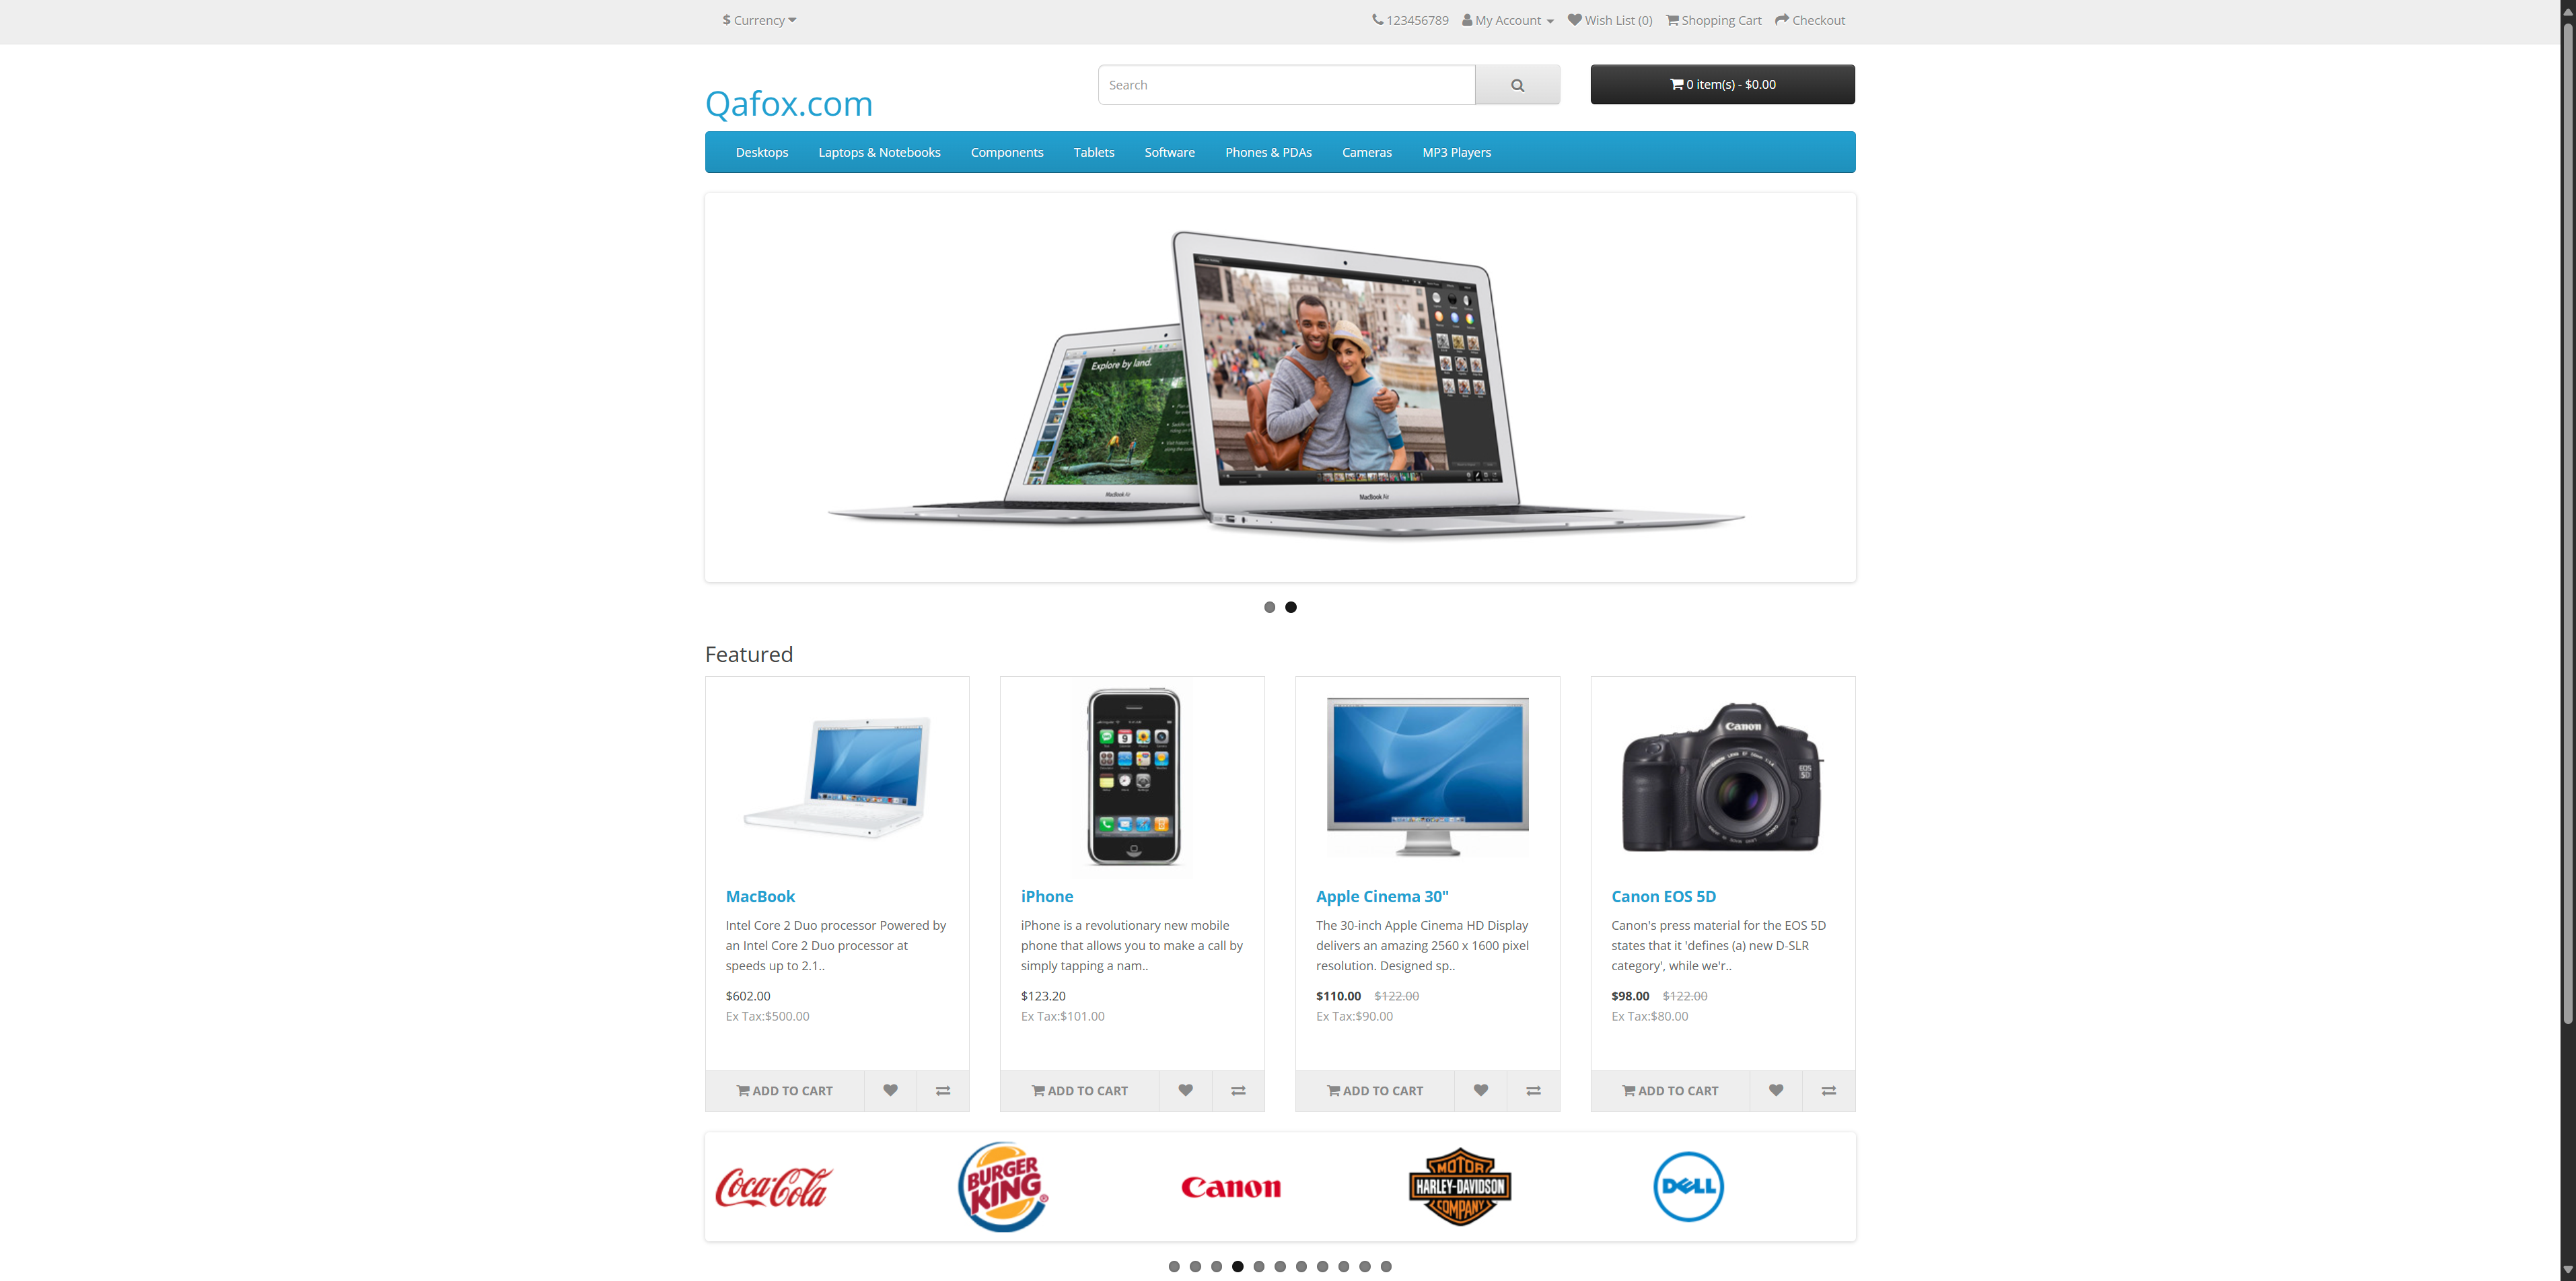 $ Currency
123456789 My Account Wish List (0) Shopping Cart Checkout
Search
0 item(s) - $0.00
Qafox.com
Desktops Laptops & Notebooks Components Tablets Software Phones & PDAs Cameras MP3 Players
Explore by land.
MacBook Air
MacBook Air
Featured
Canon
EOS 5D
MacBook
Intel Core 2 Duo processor Powered by
an Intel Core 2 Duo processor at
speeds up to 2.1..
$602.00
Ex Tax:$500.00
ADD TO CART
iPhone
iPhone is a revolutionary new mobile
phone that allows you to make a call by
simply tapping a nam..
$123.20
Ex Tax:$101.00
ADD TO CART
Apple Cinema 30"
The 30-inch Apple Cinema HD Display
delivers an amazing 2560 x 1600 pixel
resolution. Designed sp..
$110.00 $122.00
Ex Tax:$90.00
ADD TO CART
Canon EOS 5D
Canon's press material for the EOS 5D
states that it 'defines (a) new D-SLR
category', while we'r..
$98.00 $122.00
Ex Tax:$80.00
ADD TO CART
Coca-Cola
BURGER
KING
Canon
MOTOR
HARLEY-DAVIDSON
COMPANY
DELL